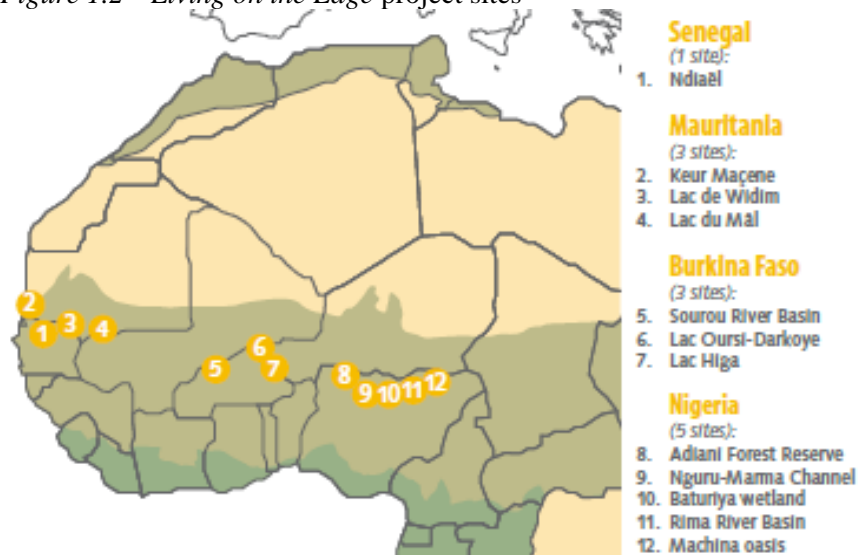 Figure 1.2 Living on the Edge project sites
Senegal
(1 site):
1. Ndiaël
Mauritania
(3 sites):
2. Keur Maçene
3. Lac de Widim
4. Lac du Mâl
Burkina Faso
(3 sites):
5. Sourou River Basin
6. Lac Oursi-Darkoye
7. Lac Higa
Nigeria
(5 sites):
8. Adiani Forest Reserve
9. Nguru-Marma Channel
10. Baturiya wetland
11. Rima River Basin
12. Machina oasis
2
1
3
4
5
6
7
8
9
10
11
12